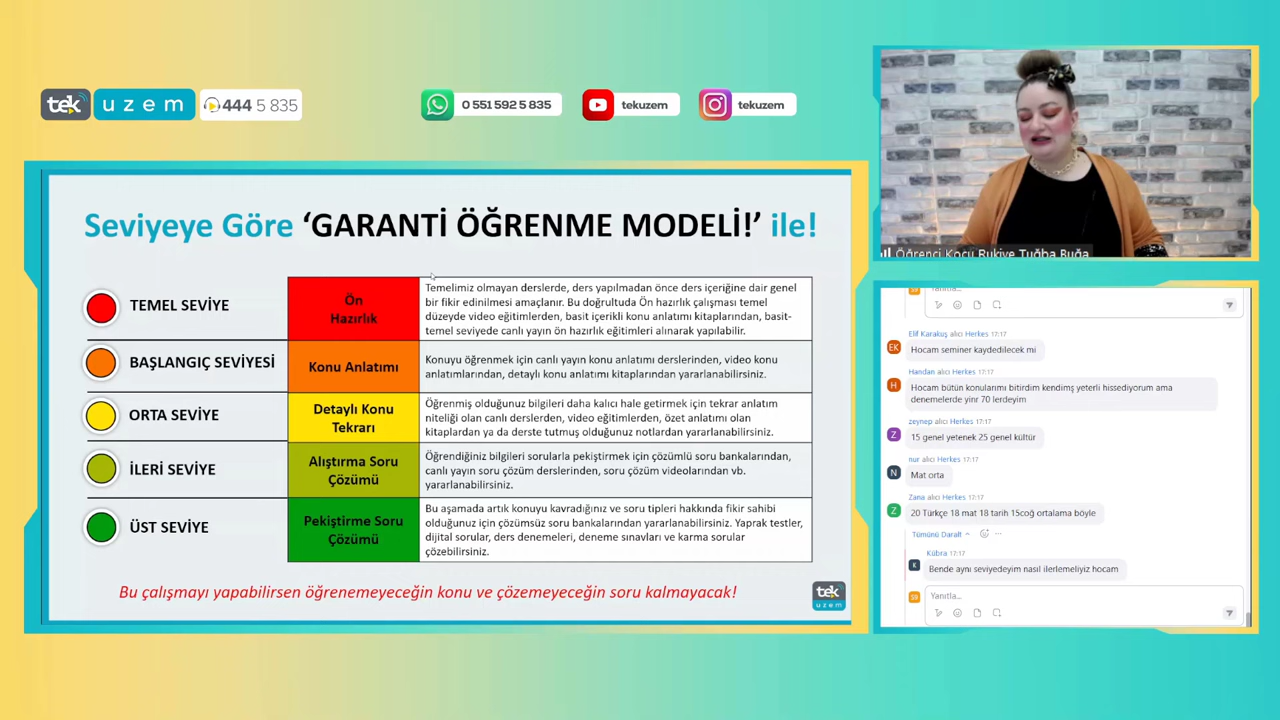 tek uzem 444 5 835
0 551 592 5 835
tekuzem
tekuzem
Seviyeye Göre ‘GARANTİ ÖĞRENME MODELİ!’ ile!
TEMEL SEVİYE
Ön
Hazırlık
Temelimiz olmayan derslerde, ders yapılmadan önce ders içeriğine dair genel
bir fikir edinilmesi amaçlanır. Bu doğrultuda Ön hazırlık çalışması temel
düzeyde video eğitimlerden, basit içerikli konu anlatımı kitaplarından, basit-
temel seviyede canlı yayın ön hazırlık eğitimleri alınarak yapılabilir.
BAŞLANGIÇ SEVİYESİ
Konu Anlatımı
Konuyu öğrenmek için canlı yayın konu anlatımı derslerinden, video konu
anlatımlarından, detaylı konu anlatımı kitaplarından yararlanabilirsiniz.
ORTA SEVİYE
Detaylı Konu
Tekrarı
Öğrenmiş olduğunuz bilgileri daha kalıcı hale getirmek için tekrar anlatım
niteliği olan canlı derslerden, video eğitimlerden, özet anlatımı olan
kitaplardan ya da derste tutmuş olduğunuz notlardan yararlanabilirsiniz.
İLERİ SEVİYE
Alıştırma Soru
Çözümü
Öğrendiğiniz bilgileri sorularla pekiştirmek için çözümlü soru bankalarından,
canlı yayın soru çözüm derslerinden, soru çözüm videolarından vb.
yararlanabilirsiniz.
ÜST SEVİYE
Pekiştirme Soru
Çözümü
Bu aşamada artık konuyu kavradığınız ve soru tipleri hakkında fikir sahibi
olduğunuz için çözümsüz soru bankalarından yararlanabilirsiniz. Yaprak testler,
dijital sorular, ders denemeleri, deneme sınavları ve karma sorular
çözebilirsiniz.
Bu çalışmayı yapabilirsen öğrenemeyeceğin konu ve çözemeyeceğin soru kalmayacak!
tek
uzem
Öğrenci Koçu Rukiye Tuğba Buğa
Elif Karakuş alıcı Herkes 17:17
EK
Hocam seminer kaydedilecek mi
Handan alıcı Herkes 17:17
H
Hocam bütün konularımı bitirdim kendimş yeterli hissediyorum ama
denemelerde yinr 70 lerdeyim
zeynep alıcı Herkes 17:17
Z
15 genel yetenek 25 genel kültür
nur alıcı Herkes 17:17
N
Mat orta
Zana alıcı Herkes 17:17
Z
20 Türkçe 18 mat 18 tarih 15coğ ortalama böyle
Tümünü Daralt
Kübra 17:17
K
Bende aynı seviyedeyim nasıl ilerlemeliyiz hocam
Yanıtla...